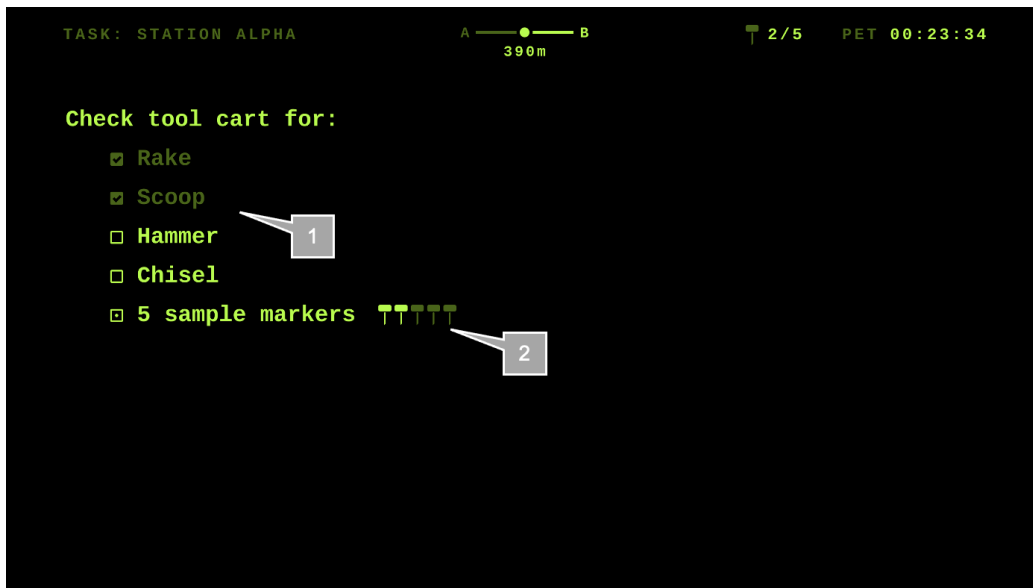 TASK: STATION ALPHA A B 2/5 PET 00:23:34
390m
Check tool cart for:
Rake
Scoop
Hammer
1
Chisel
5 sample markers
2